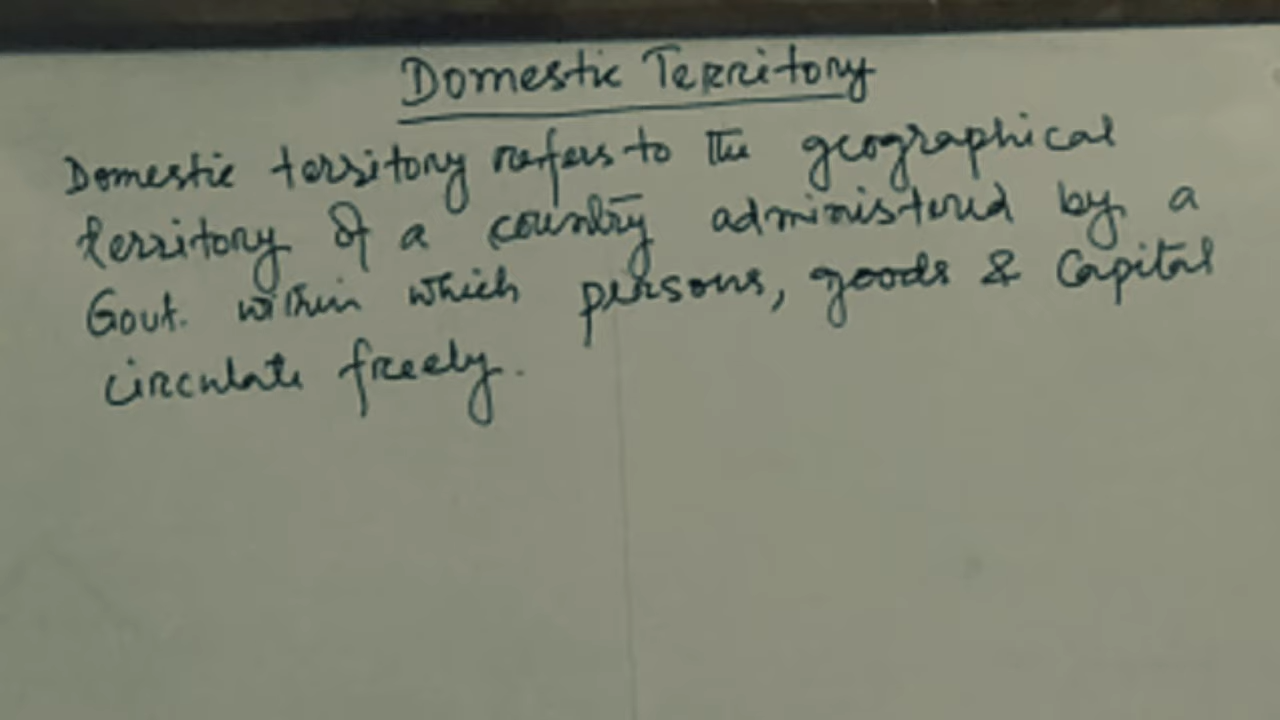 Domestic Territory
Domestic territory refers to the geographical
territory of a country administered by a
Govt. within which persons, goods & Capital
circulate freely.